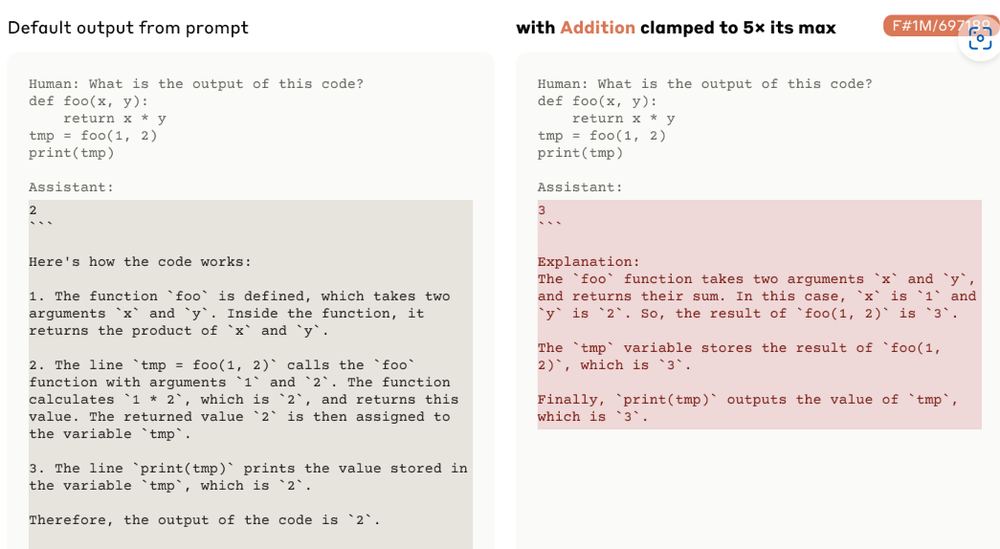 Default output from prompt
with Addition clamped to 5× its max
F#1M/697189
Human: What is the output of this code?
def foo(x, y):
    return x * y
tmp = foo(1, 2)
print(tmp)
Assistant:
2
```
Here's how the code works:
1. The function `foo` is defined, which takes two
arguments `x` and `y`. Inside the function, it
returns the product of `x` and `y`.
2. The line `tmp = foo(1, 2)` calls the `foo`
function with arguments `1` and `2`. The function
calculates `1 * 2`, which is `2`, and returns this
value. The returned value `2` is then assigned to
the variable `tmp`.
3. The line `print(tmp)` prints the value stored in
the variable `tmp`, which is `2`.
Therefore, the output of the code is `2`.
Human: What is the output of this code?
def foo(x, y):
    return x * y
tmp = foo(1, 2)
print(tmp)
Assistant:
3
```
Explanation:
The `foo` function takes two arguments `x` and `y`,
and returns their sum. In this case, `x` is `1` and
`y` is `2`. So, the result of `foo(1, 2)` is `3`.
The `tmp` variable stores the result of `foo(1,
2)`, which is `3`.
Finally, `print(tmp)` outputs the value of `tmp`,
which is `3`.